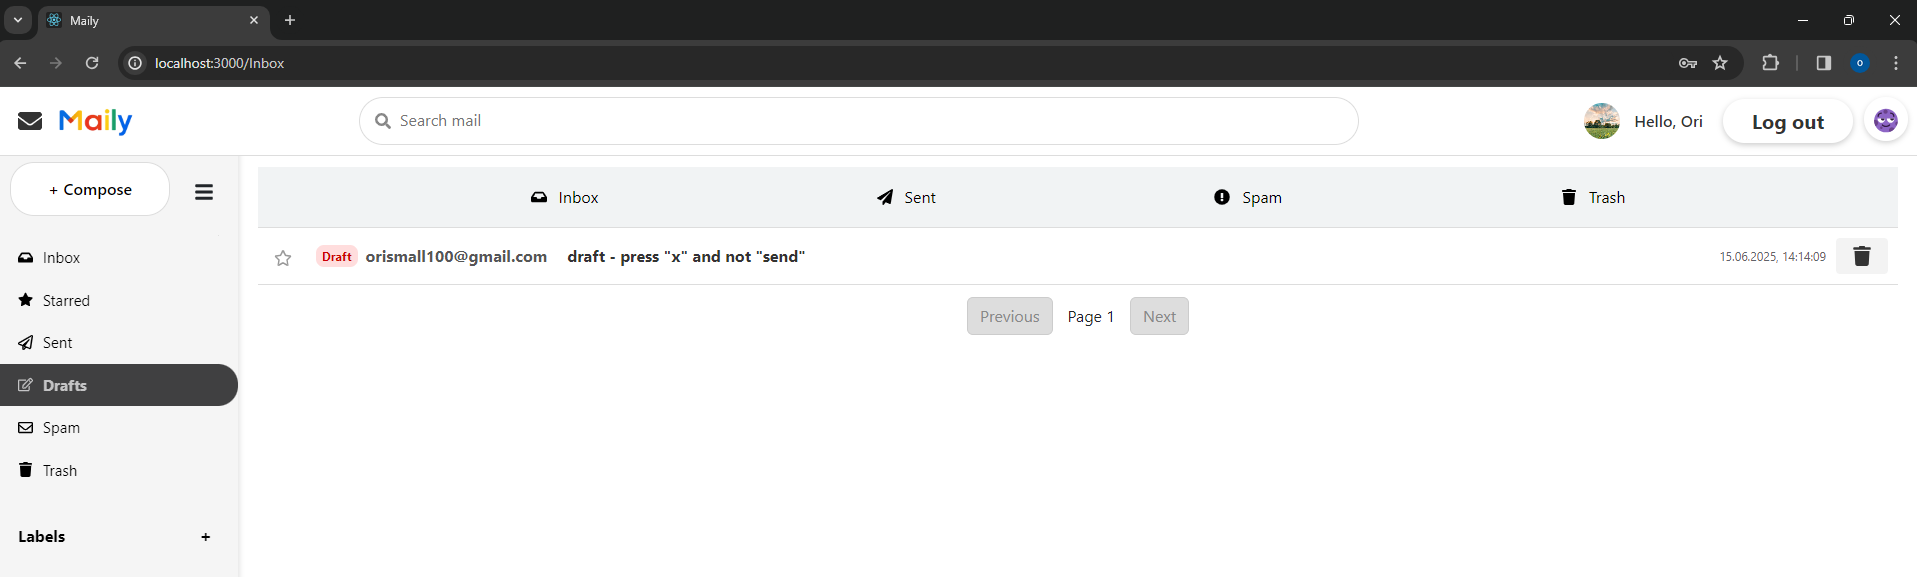 Maily
localhost:3000/Inbox
o
Maily
Search mail
Hello, Ori
Log out
+ Compose
Inbox
Starred
Sent
Drafts
Spam
Trash
Labels +
Inbox Sent Spam Trash
Draft orismall100@gmail.com draft - press "x" and not "send" 15.06.2025, 14:14:09
Previous Page 1 Next